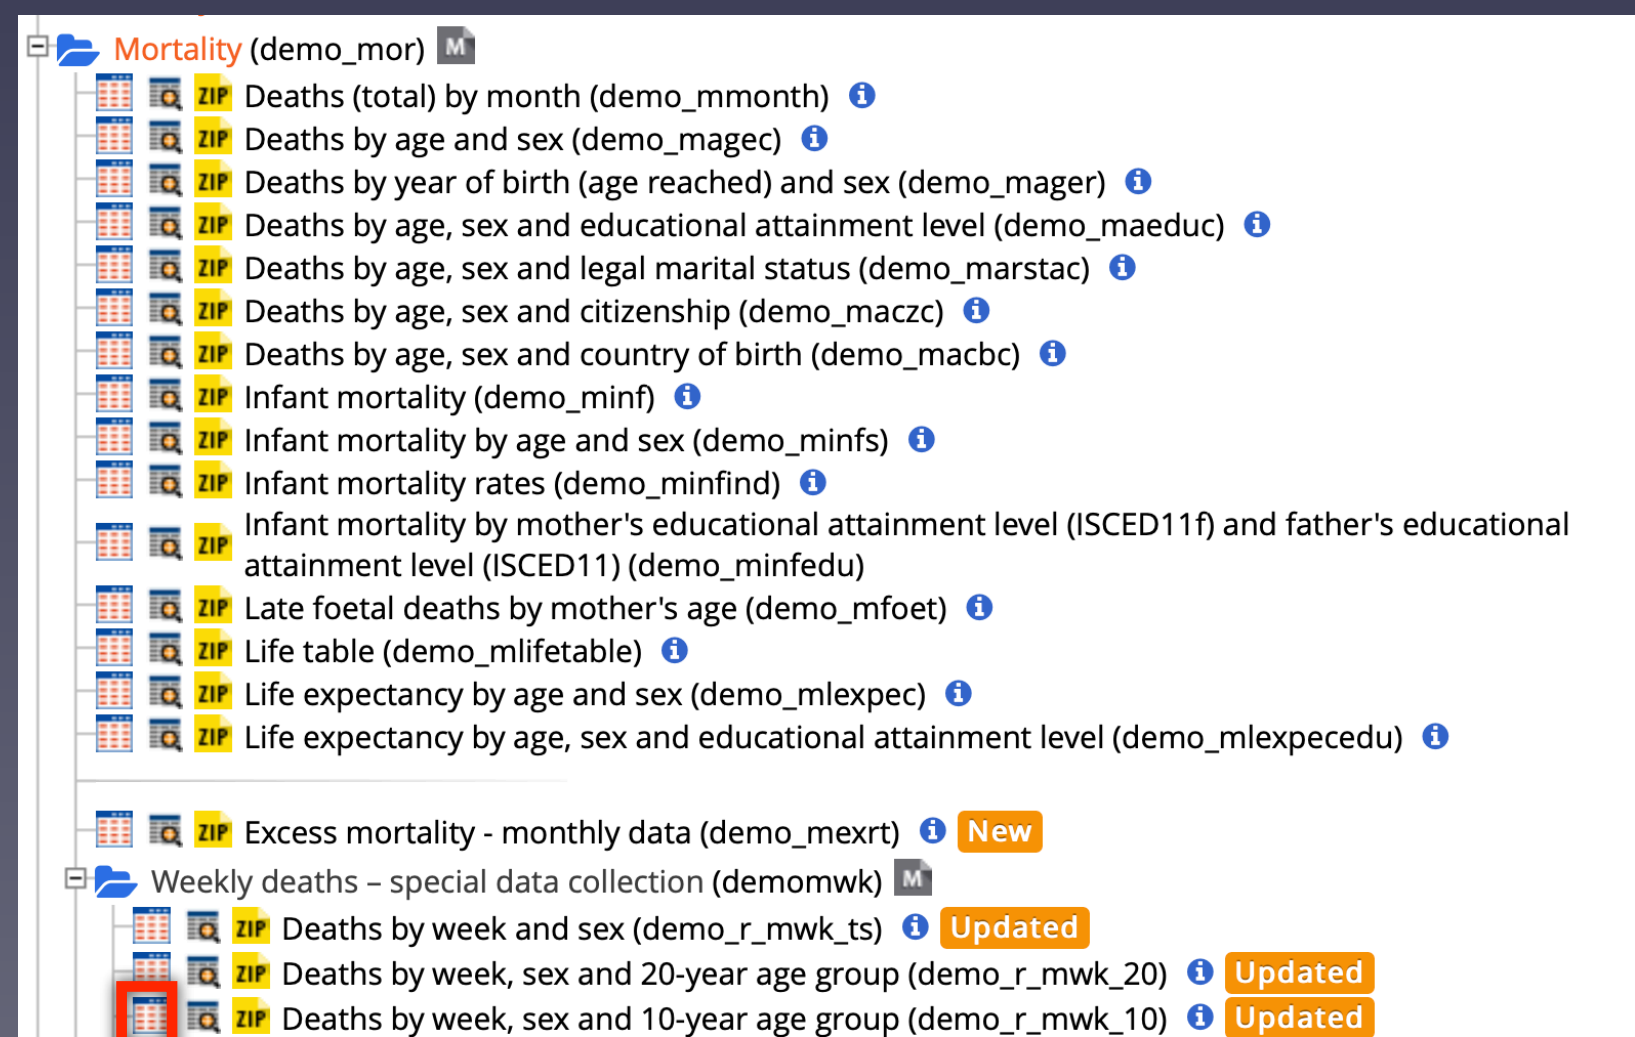 Mortality (demo_mor) M
ZIP Deaths (total) by month (demo_mmonth) i
ZIP Deaths by age and sex (demo_magec) i
ZIP Deaths by year of birth (age reached) and sex (demo_mager) i
ZIP Deaths by age, sex and educational attainment level (demo_maeduc) i
ZIP Deaths by age, sex and legal marital status (demo_marstac) i
ZIP Deaths by age, sex and citizenship (demo_maczc) i
ZIP Deaths by age, sex and country of birth (demo_macbc) i
ZIP Infant mortality (demo_minf) i
ZIP Infant mortality by age and sex (demo_minfs) i
ZIP Infant mortality rates (demo_minfind) i
ZIP Infant mortality by mother's educational attainment level (ISCED11f) and father's educational
attainment level (ISCED11) (demo_minfedu)
ZIP Late foetal deaths by mother's age (demo_mfoet) i
ZIP Life table (demo_mlifetable) i
ZIP Life expectancy by age and sex (demo_mlexpec) i
ZIP Life expectancy by age, sex and educational attainment level (demo_mlexpecedu) i
ZIP Excess mortality - monthly data (demo_mexrt) i New
Weekly deaths – special data collection (demomwk) M
ZIP Deaths by week and sex (demo_r_mwk_ts) i Updated
ZIP Deaths by week, sex and 20-year age group (demo_r_mwk_20) i Updated
ZIP Deaths by week, sex and 10-year age group (demo_r_mwk_10) i Updated